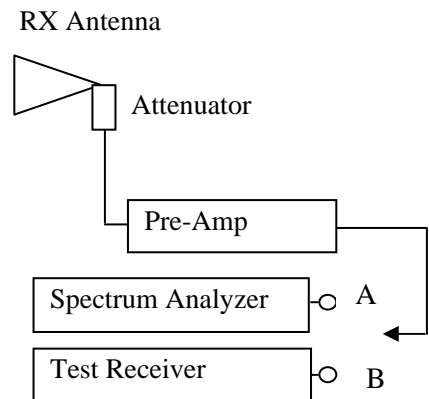 RX Antenna
Attenuator
Pre-Amp
Spectrum Analyzer
A
Test Receiver
B